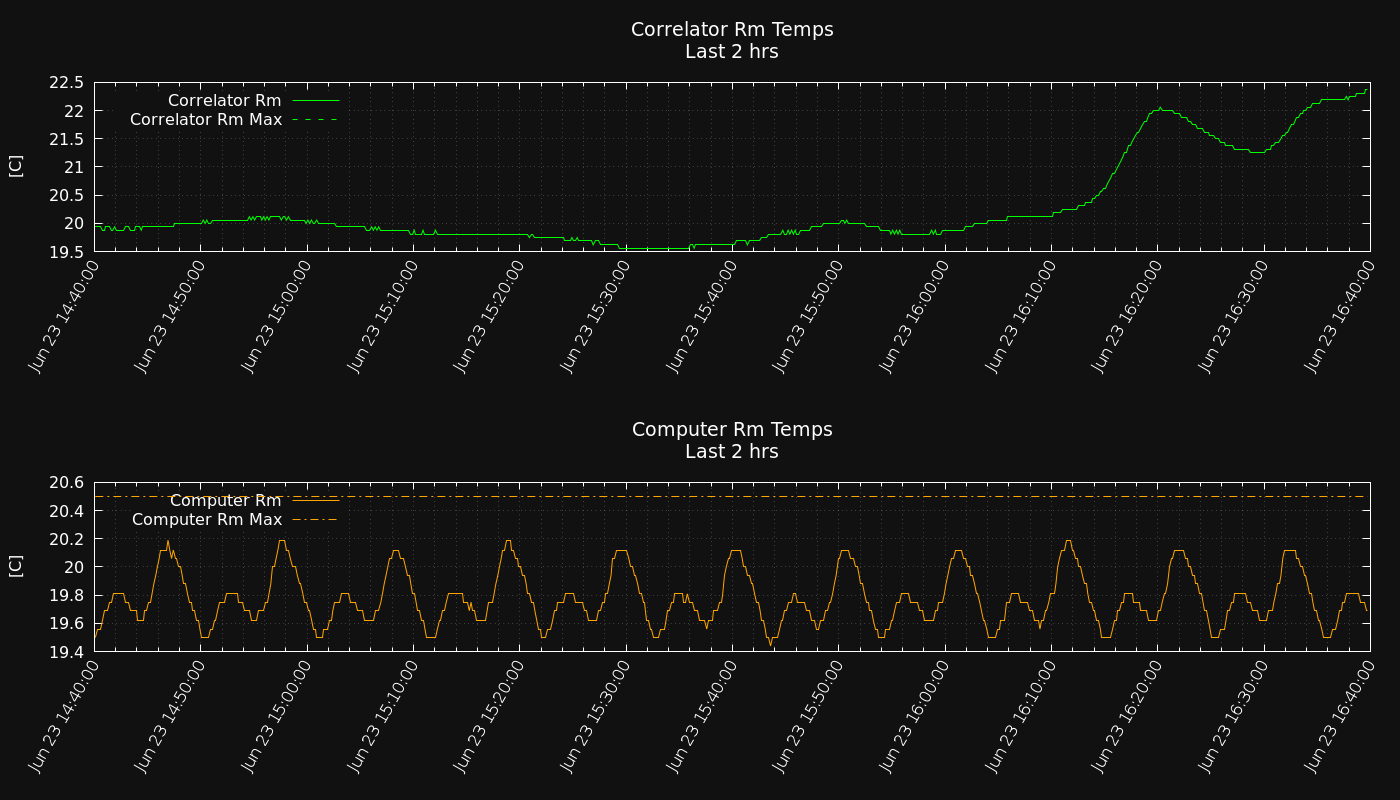 Correlator Rm Temps
Last 2 hrs
22.5
22
21.5
21
20.5
20
19.5
[C]
Correlator Rm
Correlator Rm Max
Jun 23 14:40:00
Jun 23 14:50:00
Jun 23 15:00:00
Jun 23 15:10:00
Jun 23 15:20:00
Jun 23 15:30:00
Jun 23 15:40:00
Jun 23 15:50:00
Jun 23 16:00:00
Jun 23 16:10:00
Jun 23 16:20:00
Jun 23 16:30:00
Jun 23 16:40:00
Computer Rm Temps
Last 2 hrs
20.6
20.4
20.2
20
19.8
19.6
19.4
[C]
Computer Rm
Computer Rm Max
Jun 23 14:40:00
Jun 23 14:50:00
Jun 23 15:00:00
Jun 23 15:10:00
Jun 23 15:20:00
Jun 23 15:30:00
Jun 23 15:40:00
Jun 23 15:50:00
Jun 23 16:00:00
Jun 23 16:10:00
Jun 23 16:20:00
Jun 23 16:30:00
Jun 23 16:40:00